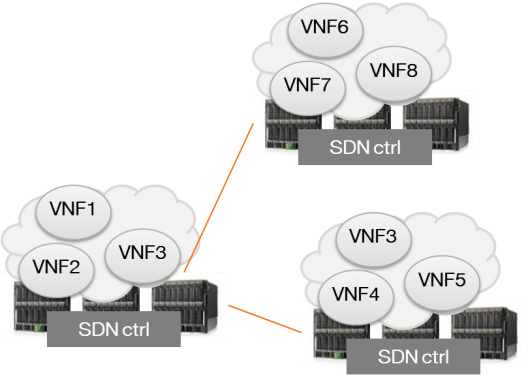 VNF6
VNF7
VNF8
SDN ctrl
VNF1
VNF2
VNF3
SDN ctrl
VNF3
VNF4
VNF5
SDN ctrl